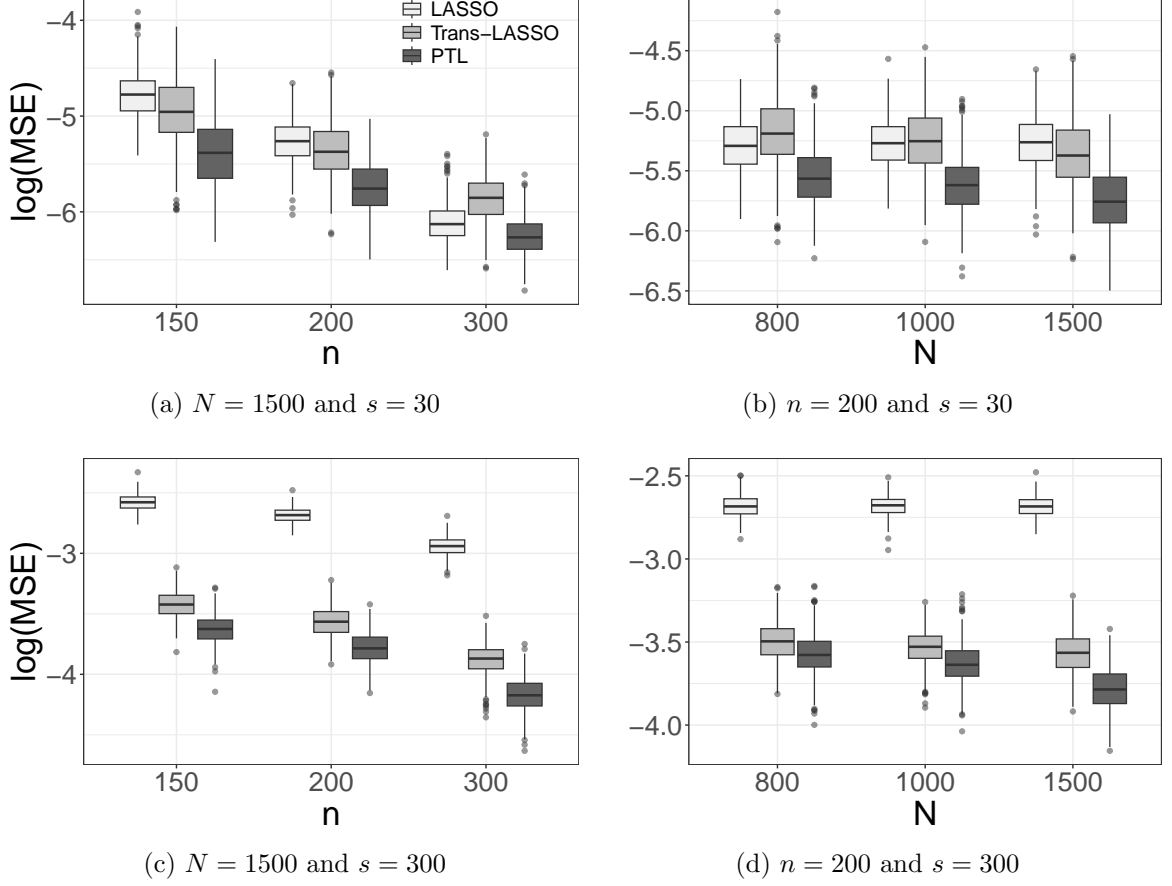 LASSO
Trans−LASSO
PTL
log(MSE)
−4
−5
−6
150
200
300
n
(a) N = 1500 and s = 30
−4.5
−5.0
−5.5
−6.0
−6.5
800
1000
1500
N
(b) n = 200 and s = 30
log(MSE)
−3
−4
150
200
300
n
(c) N = 1500 and s = 300
−2.5
−3.0
−3.5
−4.0
800
1000
1500
N
(d) n = 200 and s = 300